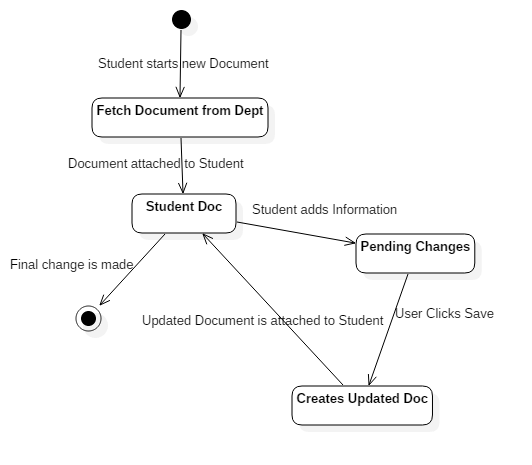 Student starts new Document
Fetch Document from Dept
Document attached to Student
Student Doc
Student adds Information
Pending Changes
Final change is made
User Clicks Save
Updated Document is attached to Student
Creates Updated Doc